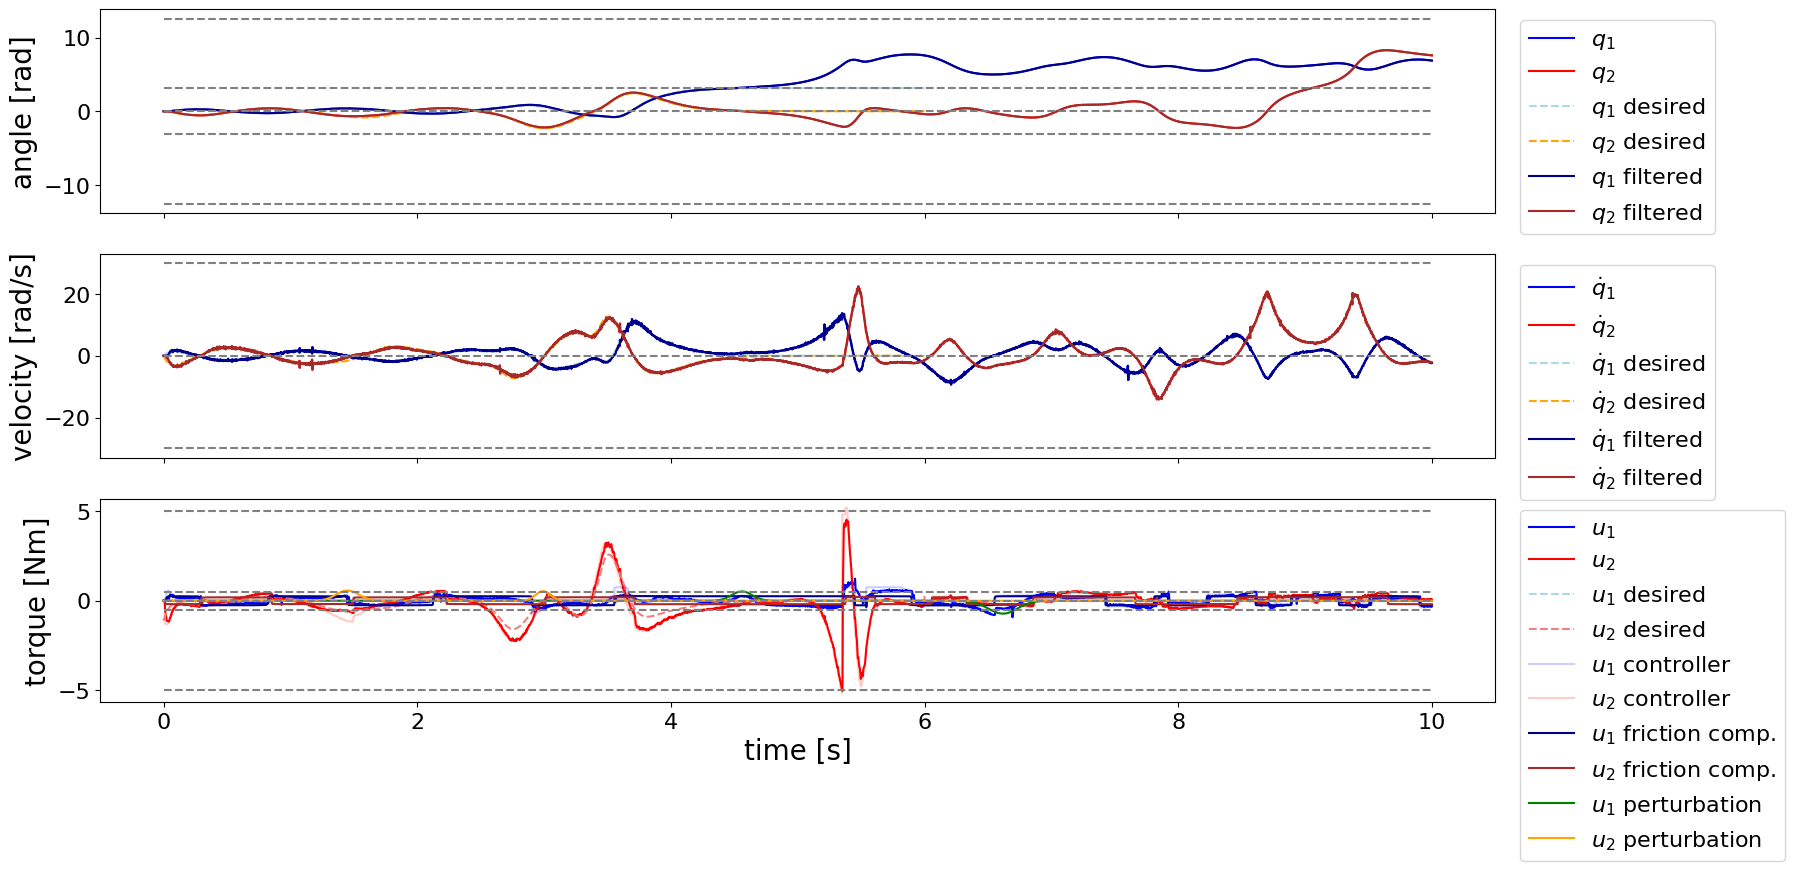 angle [rad]
10
0
−10
q₁
q₂
q₁ desired
q₂ desired
q₁ filtered
q₂ filtered
velocity [rad/s]
20
0
−20
q̇₁
q̇₂
q̇₁ desired
q̇₂ desired
q̇₁ filtered
q̇₂ filtered
torque [Nm]
5
0
−5
0 2 4 6 8 10
time [s]
u₁
u₂
u₁ desired
u₂ desired
u₁ controller
u₂ controller
u₁ friction comp.
u₂ friction comp.
u₁ perturbation
u₂ perturbation